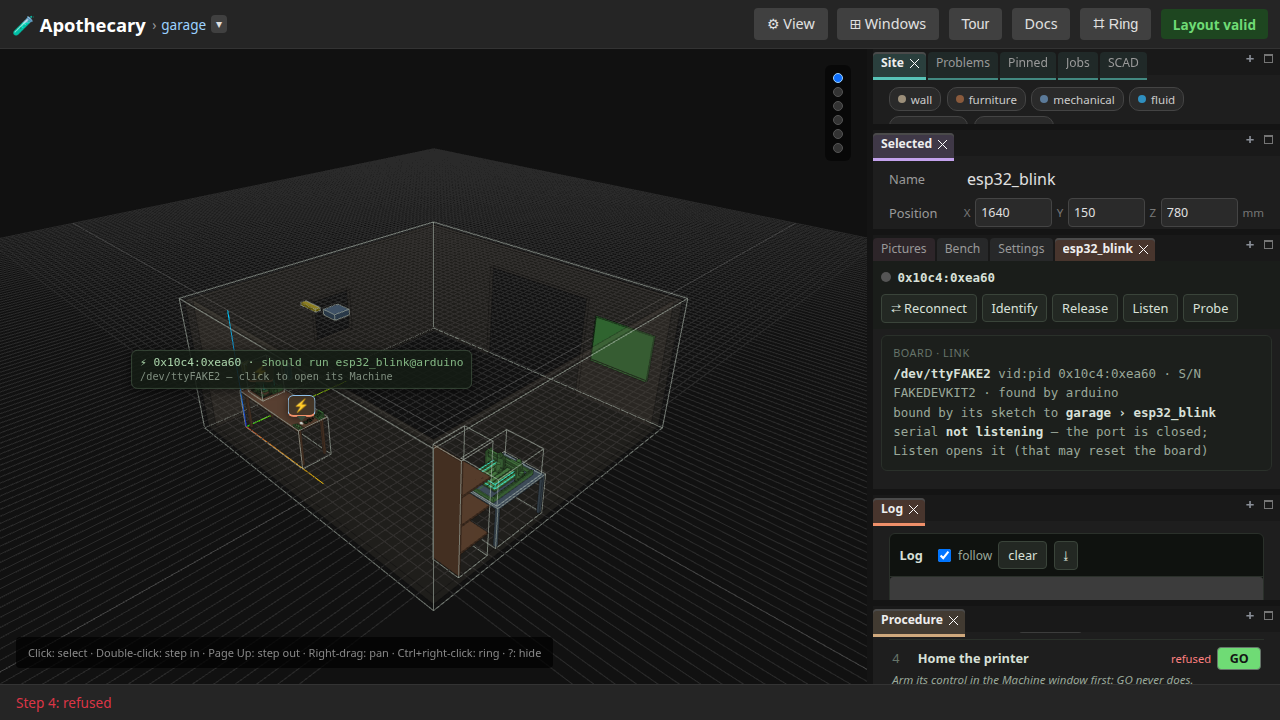 Apothecary › garage ▾
⚙ View
⊞ Windows
Tour
Docs
⌗ Ring
Layout valid
Site
Problems
Pinned
Jobs
SCAD
wall
furniture
mechanical
fluid
Selected
Name esp32_blink
Position X 1640 Y 150 Z 780 mm
Pictures
Bench
Settings
esp32_blink
0x10c4:0xea60
⇄ Reconnect
Identify
Release
Listen
Probe
BOARD · LINK
/dev/ttyFAKE2 vid:pid 0x10c4:0xea60 · S/N
FAKEDEVKIT2 · found by arduino
bound by its sketch to garage › esp32_blink
serial not listening — the port is closed;
Listen opens it (that may reset the board)
⚡ 0x10c4:0xea60 · should run esp32_blink@arduino
/dev/ttyFAKE2 — click to open its Machine
Log
Log follow clear ⭳
Procedure
4 Home the printer refused GO
Arm its control in the Machine window first: GO never does.
Click: select · Double-click: step in · Page Up: step out · Right-drag: pan · Ctrl+right-click: ring · ?: hide
Step 4: refused